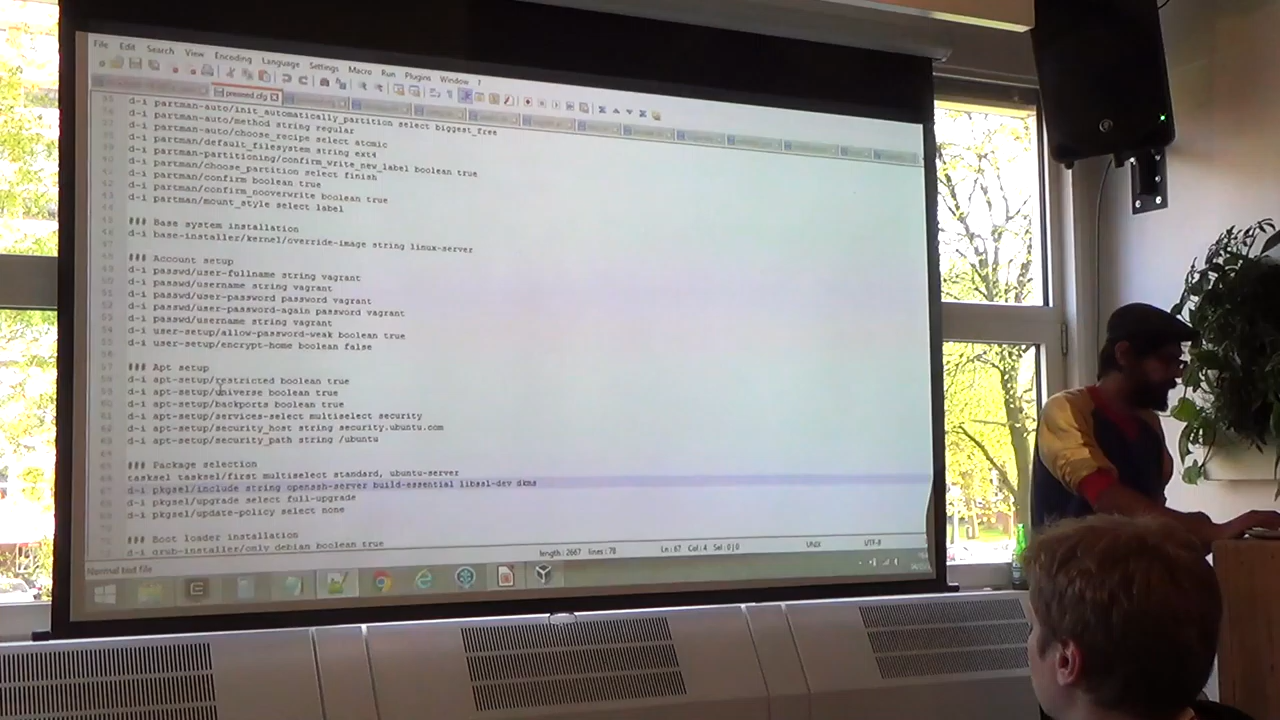 File Edit Search View Encoding Language Settings Macro Run Plugins Window ?
preseed.cfg
d-i partman-auto/init_automatically_partition select biggest_free
d-i partman-auto/method string regular
d-i partman-auto/choose_recipe select atomic
d-i partman/default_filesystem string ext4
d-i partman-partitioning/confirm_write_new_label boolean true
d-i partman/choose_partition select finish
d-i partman/confirm boolean true
d-i partman/confirm_nooverwrite boolean true
d-i partman/mount_style select label
### Base system installation
d-i base-installer/kernel/override-image string linux-server
### Account setup
d-i passwd/user-fullname string vagrant
d-i passwd/username string vagrant
d-i passwd/user-password password vagrant
d-i passwd/user-password-again password vagrant
d-i passwd/username string vagrant
d-i user-setup/allow-password-weak boolean true
d-i user-setup/encrypt-home boolean false
### Apt setup
d-i apt-setup/restricted boolean true
d-i apt-setup/universe boolean true
d-i apt-setup/backports boolean true
d-i apt-setup/services-select multiselect security
d-i apt-setup/security_host string security.ubuntu.com
d-i apt-setup/security_path string /ubuntu
### Package selection
tasksel tasksel/first multiselect standard, ubuntu-server
d-i pkgsel/include string openssh-server build-essential libssl-dev dkms
d-i pkgsel/upgrade select full-upgrade
d-i pkgsel/update-policy select none
### Boot loader installation
d-i grub-installer/only_debian boolean true
Normal text file length : 2667 lines : 78 Ln : 67 Col : 4 Sel : 0 | 0 UNIX UTF-8